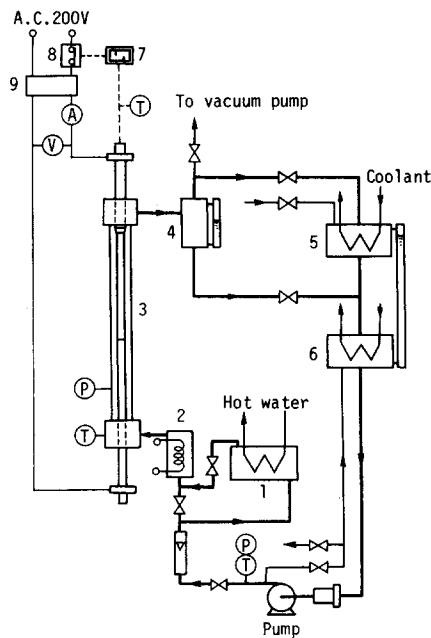 A.C.200V
8
7
9
T
A
To vacuum pump
V
Coolant
4
5
3
6
P
2
Hot water
T
1
P
T
Pump